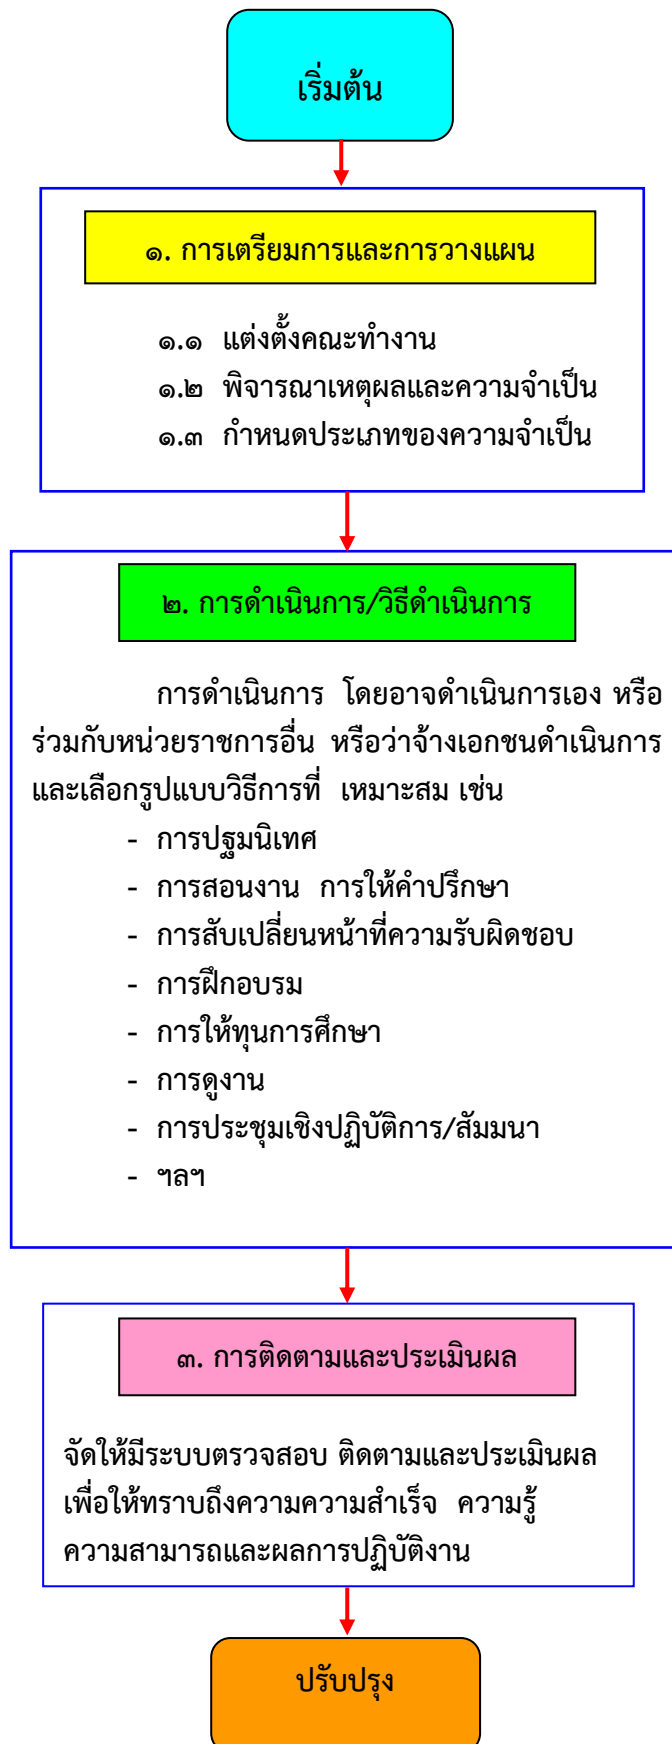 เริ่มต้น
๑. การเตรียมการและการวางแผน
๑.๑ แต่งตั้งคณะทำงาน
๑.๒ พิจารณาเหตุผลและความจำเป็น
๑.๓ กำหนดประเภทของความจำเป็น
๒. การดำเนินการ/วิธีดำเนินการ
การดำเนินการ โดยอาจดำเนินการเอง หรือ
ร่วมกับหน่วยราชการอื่น หรือว่าจ้างเอกชนดำเนินการ
และเลือกรูปแบบวิธีการที่ เหมาะสม เช่น
- การปฐมนิเทศ
- การสอนงาน การให้คำปรึกษา
- การสับเปลี่ยนหน้าที่ความรับผิดชอบ
- การฝึกอบรม
- การให้ทุนการศึกษา
- การดูงาน
- การประชุมเชิงปฏิบัติการ/สัมมนา
- ฯลฯ
๓. การติดตามและประเมินผล
จัดให้มีระบบตรวจสอบ ติดตามและประเมินผล
เพื่อให้ทราบถึงความความสำเร็จ ความรู้
ความสามารถและผลการปฏิบัติงาน
ปรับปรุง